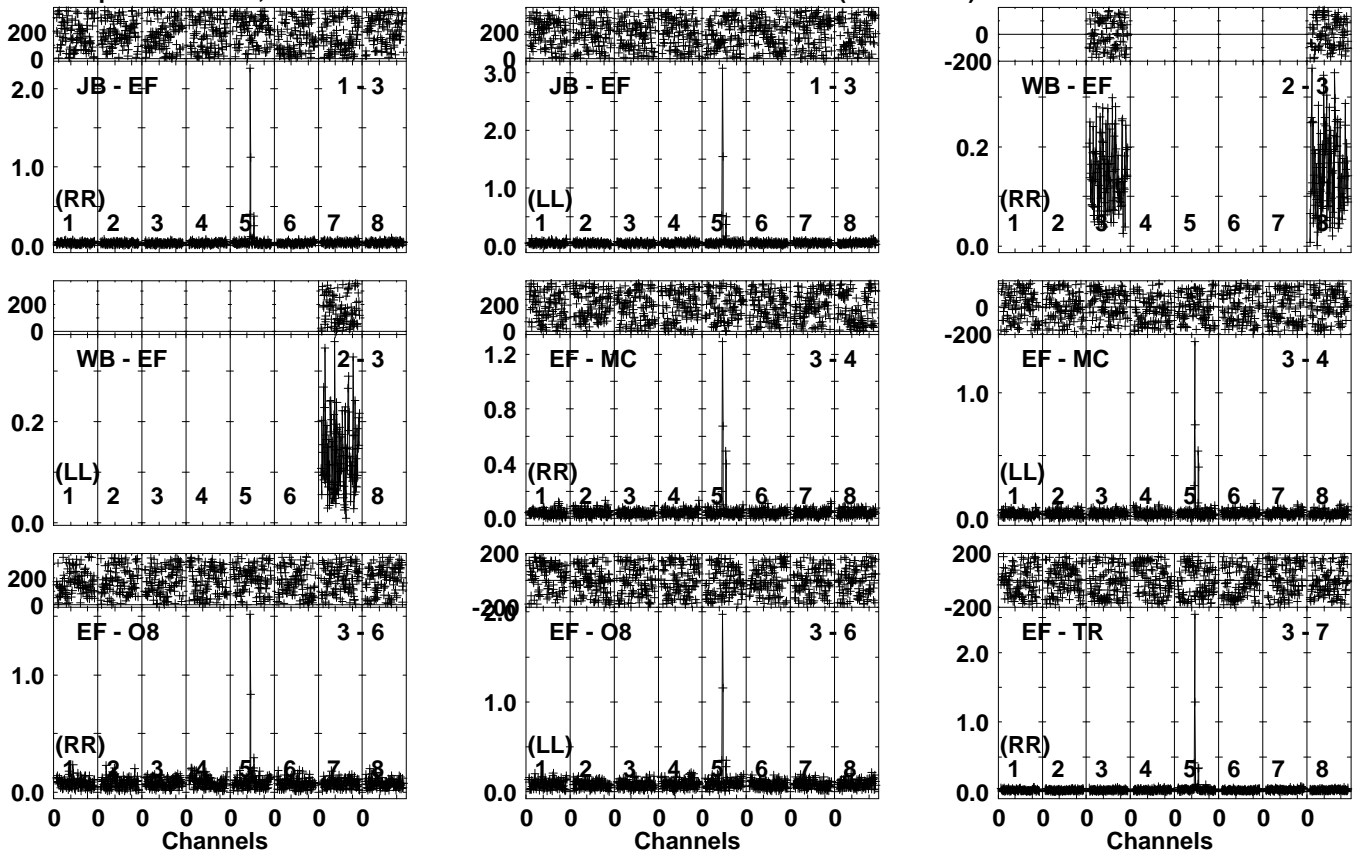 200
0
JB - EF 1 - 3
2.0
1.0
(RR)
1 2 3 4 5 6 7 8
0.0
200
0
JB - EF 1 - 3
3.0
2.0
1.0
(LL)
1 2 3 4 5 6 7 8
0.0
0
-200
WB - EF 2 - 3
0.2
(RR)
1 2 3 4 5 6 7 8
0.0
200
0
WB - EF 2 - 3
0.2
(LL)
1 2 3 4 5 6 8
0.0
200
0
EF - MC 3 - 4
1.2
0.8
0.4
(RR)
1 2 3 4 5 6 7 8
0.0
0
-200
EF - MC 3 - 4
1.0
(LL)
1 2 3 4 5 6 7 8
0.0
200
0
EF - O8 3 - 6
1.0
(RR)
1 2 3 4 5 6 7 8
0.0
0 0 0 0 0 0 0 0
Channels
200
-200
2.0
EF - O8 3 - 6
1.0
(LL)
1 2 3 4 5 6 7 8
0.0
0 0 0 0 0 0 0 0
Channels
200
-200
EF - TR 3 - 7
2.0
1.0
(RR)
1 2 3 4 5 6 7 8
0.0
0 0 0 0 0 0 0 0
Channels